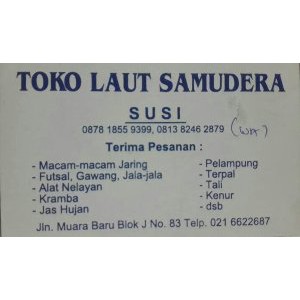 TOKO LAUT SAMUDERA
SUSI
0878 1855 9399, 0813 8246 2879 (WA)
Terima Pesanan :
- Macam-macam Jaring
- Futsal, Gawang, Jala-jala
- Alat Nelayan
- Kramba
- Jas Hujan
- Pelampung
- Terpal
- Tali
- Kenur
- dsb
Jln. Muara Baru Blok J No. 83 Telp. 021 6622687